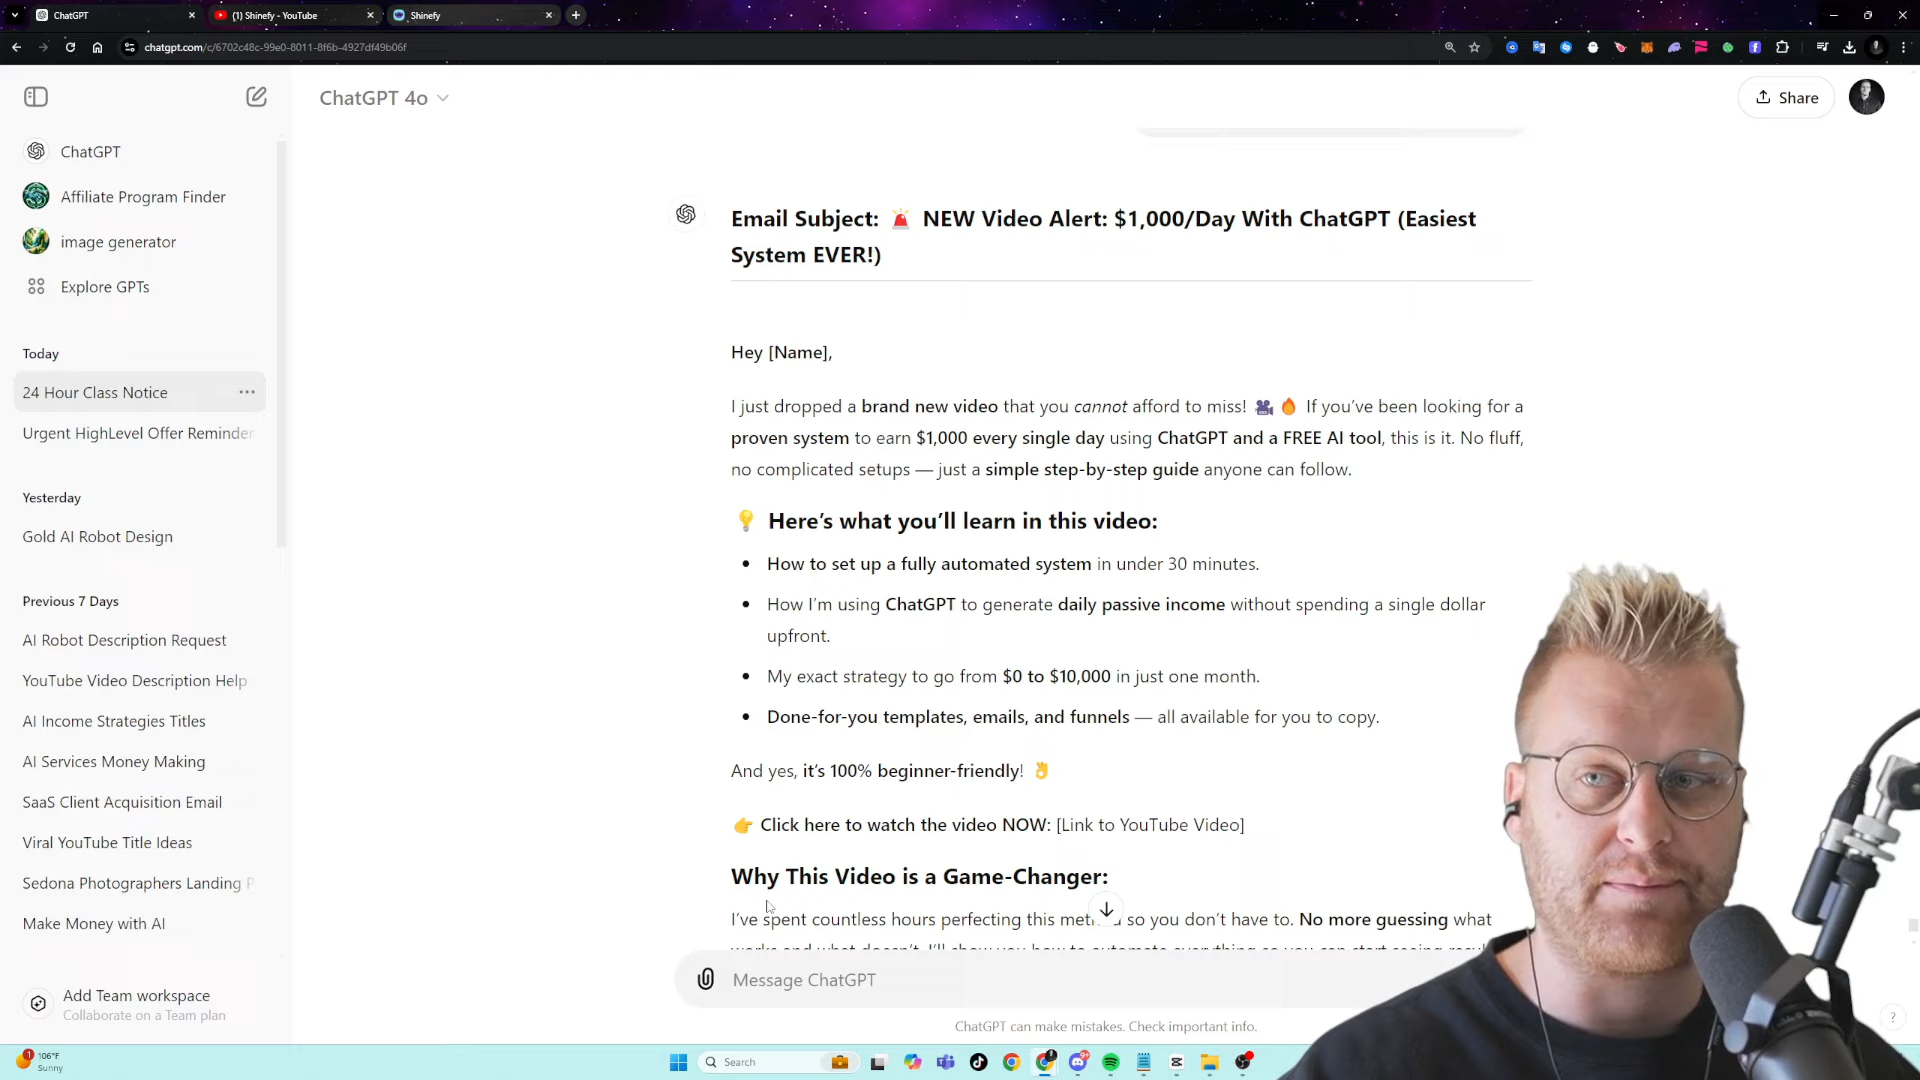 ChatGPT
(1) Shinefy - YouTube
Shinefy
chatgpt.com/c/6702c48c-99e0-8011-8f6b-4927df49b06f
ChatGPT 4o
Share
ChatGPT
Affiliate Program Finder
image generator
Explore GPTs
Today
24 Hour Class Notice
Urgent HighLevel Offer Reminder
Yesterday
Gold AI Robot Design
Previous 7 Days
AI Robot Description Request
YouTube Video Description Help
AI Income Strategies Titles
AI Services Money Making
SaaS Client Acquisition Email
Viral YouTube Title Ideas
Sedona Photographers Landing P
Make Money with AI
Add Team workspace
Collaborate on a Team plan
Email Subject: 🚨 NEW Video Alert: $1,000/Day With ChatGPT (Easiest
System EVER!)
Hey [Name],
I just dropped a brand new video that you cannot afford to miss! 🎥 🔥 If you've been looking for a
proven system to earn $1,000 every single day using ChatGPT and a FREE AI tool, this is it. No fluff,
no complicated setups — just a simple step-by-step guide anyone can follow.
💡 Here's what you'll learn in this video:
• How to set up a fully automated system in under 30 minutes.
• How I'm using ChatGPT to generate daily passive income without spending a single dollar
upfront.
• My exact strategy to go from $0 to $10,000 in just one month.
• Done-for-you templates, emails, and funnels — all available for you to copy.
And yes, it's 100% beginner-friendly! 👌
👉 Click here to watch the video NOW: [Link to YouTube Video]
Why This Video is a Game-Changer:
I've spent countless hours perfecting this meth so you don't have to. No more guessing what
Message ChatGPT
ChatGPT can make mistakes. Check important info.
?
1
106°F
Sunny
Search
9+